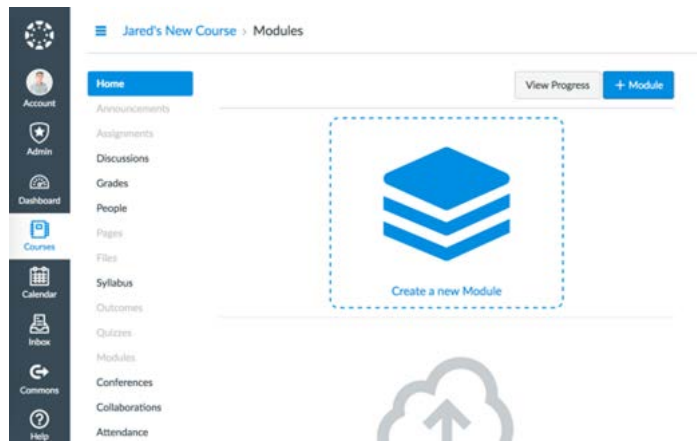 Jared's New Course › Modules
Account
Admin
Dashboard
Courses
Calendar
Inbox
Commons
Help
Home
Announcements
Assignments
Discussions
Grades
People
Pages
Files
Syllabus
Outcomes
Quizzes
Modules
Conferences
Collaborations
Attendance
View Progress
+ Module
Create a new Module